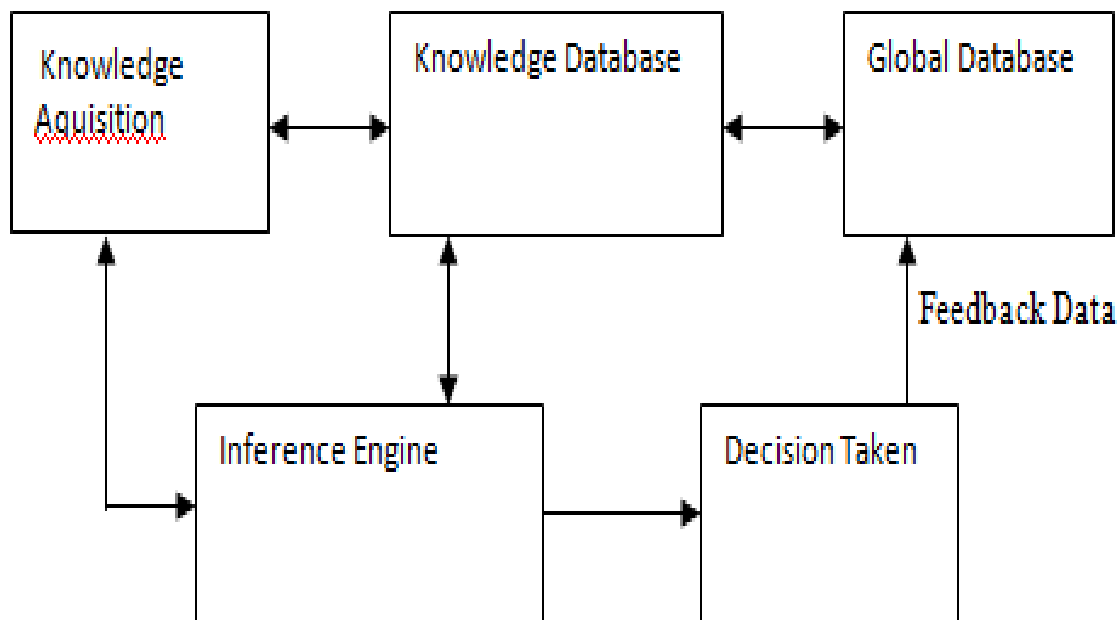 Knowledge
Aquisition
Knowledge Database
Global Database
Feedback Data
Inference Engine
Decision Taken